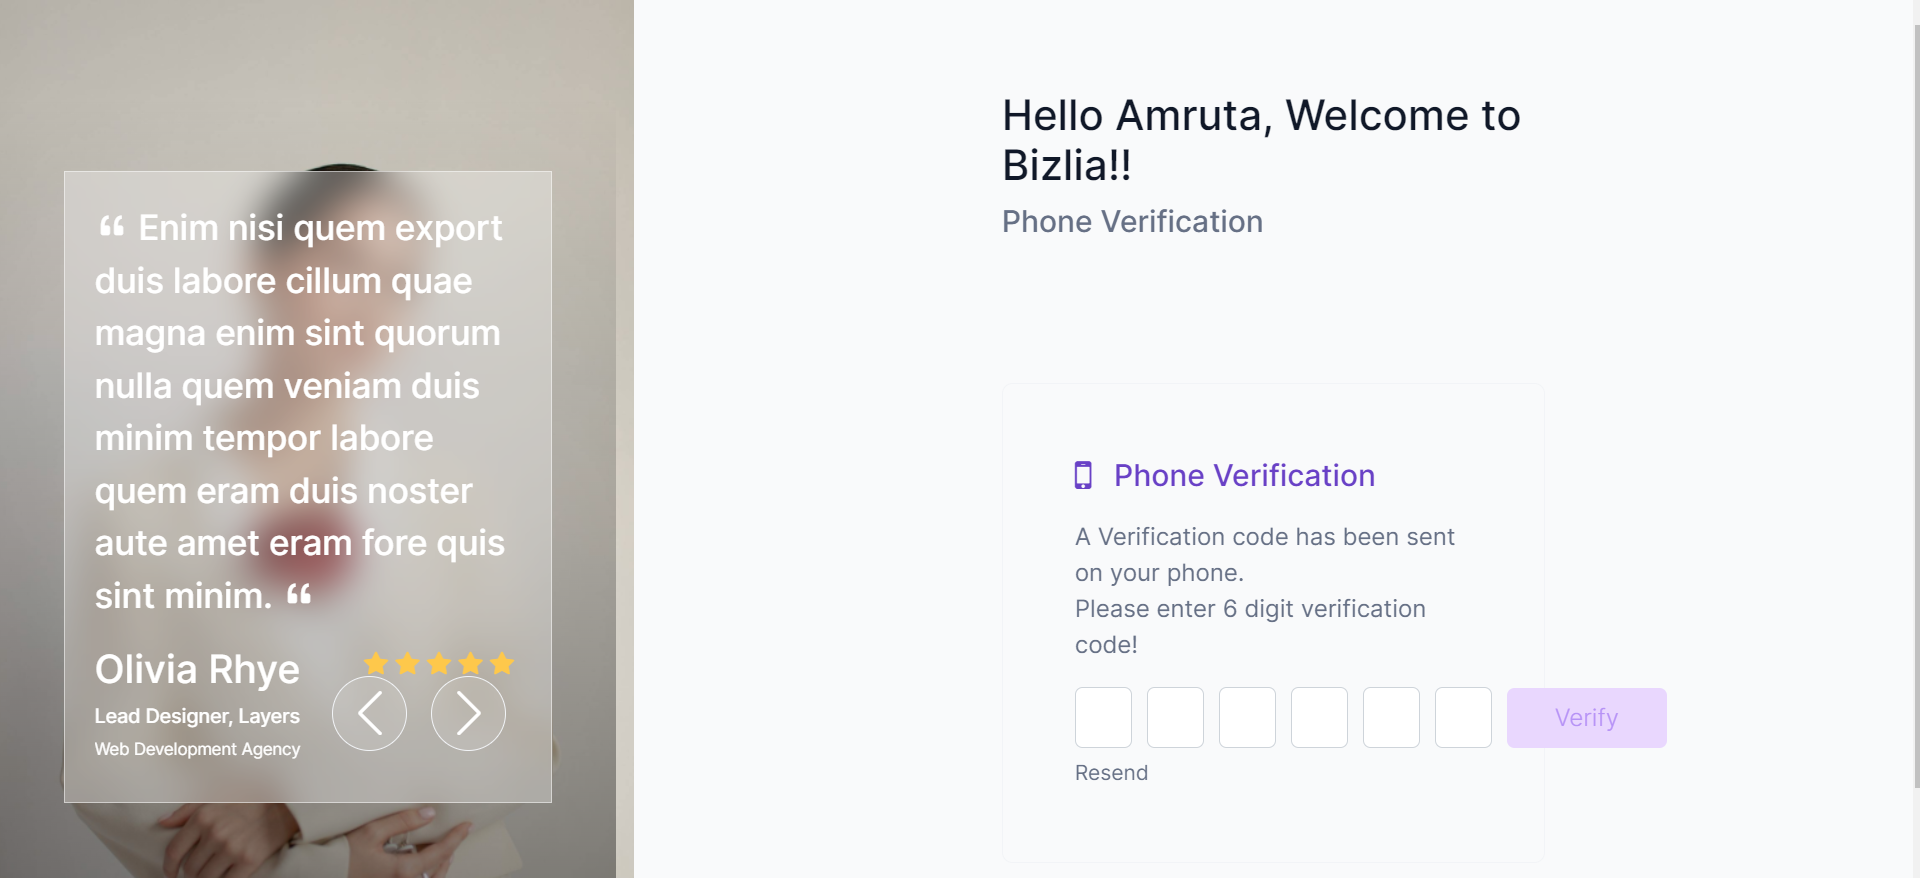 ❝ Enim nisi quem export
duis labore cillum quae
magna enim sint quorum
nulla quem veniam duis
minim tempor labore
quem eram duis noster
aute amet eram fore quis
sint minim. ❝
Olivia Rhye
Lead Designer, Layers
Web Development Agency
Hello Amruta, Welcome to
Bizlia!!
Phone Verification
Phone Verification
A Verification code has been sent
on your phone.
Please enter 6 digit verification
code!
Verify
Resend